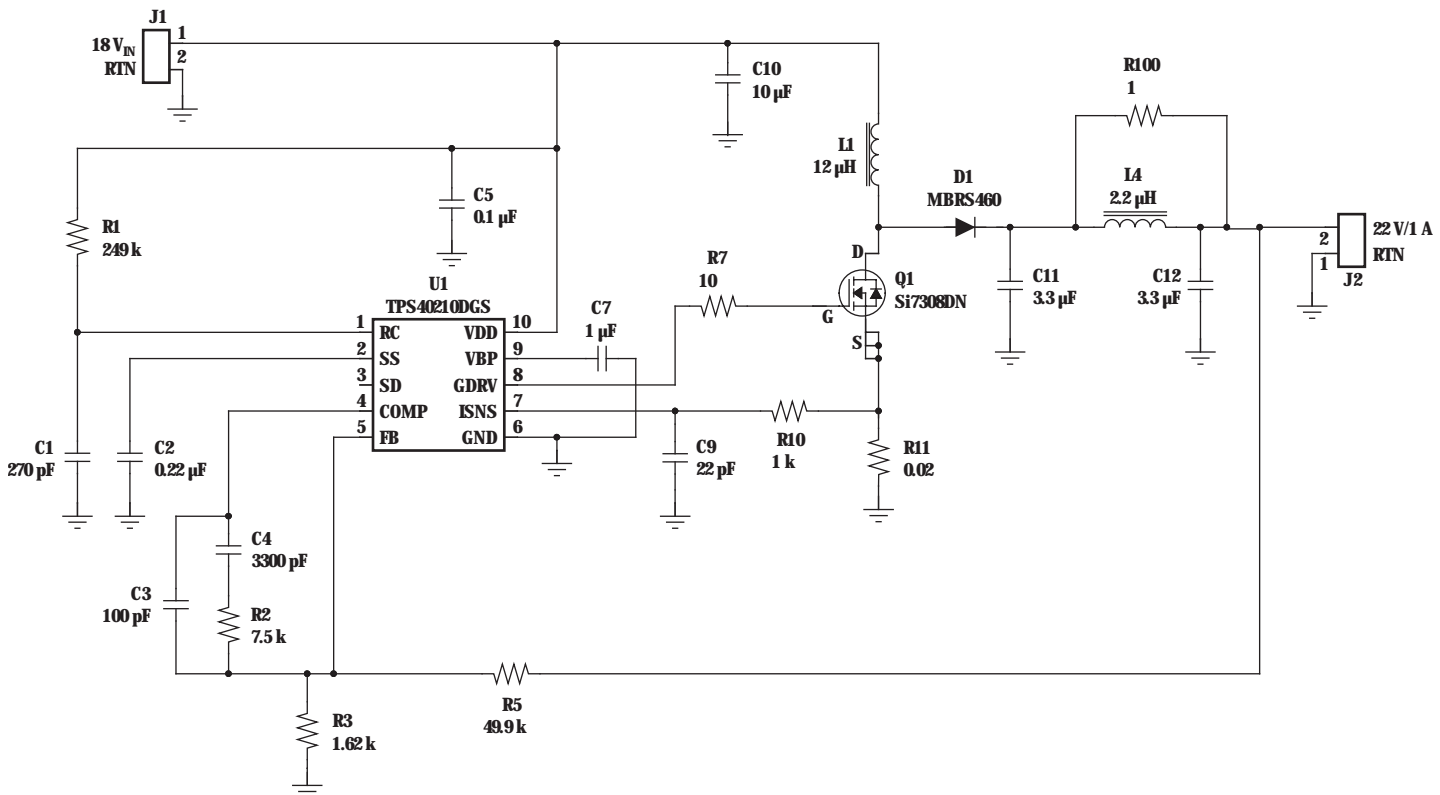 J1
1
18 V_IN
2
RTN
C10
10 µF
R100
1
L1
12 µH
D1
MBRS460
L4
2.2 µH
C5
0.1 µF
R1
249 k
22 V/1 A
2
RTN
1
J2
D
Q1
Si7308DN
G
S
C11
3.3 µF
C12
3.3 µF
R7
10
U1
TPS40210DGS
C7
1 µF
1 RC VDD 10
2 SS VBP 9
3 SD GDRV 8
4 COMP ISNS 7
5 FB GND 6
C1
270 pF
C2
0.22 µF
C9
22 pF
R10
1 k
R11
0.02
C4
3300 pF
C3
100 pF
R2
7.5 k
R5
49.9 k
R3
1.62 k